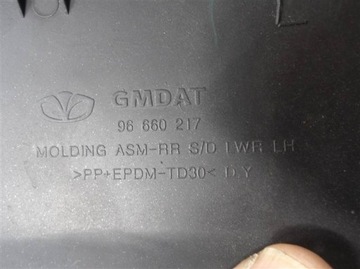 L
GMDAT
96 660 217
MOLDING ASM-RR S/D LWR LH
>PP+EPDM-TD30< D.Y